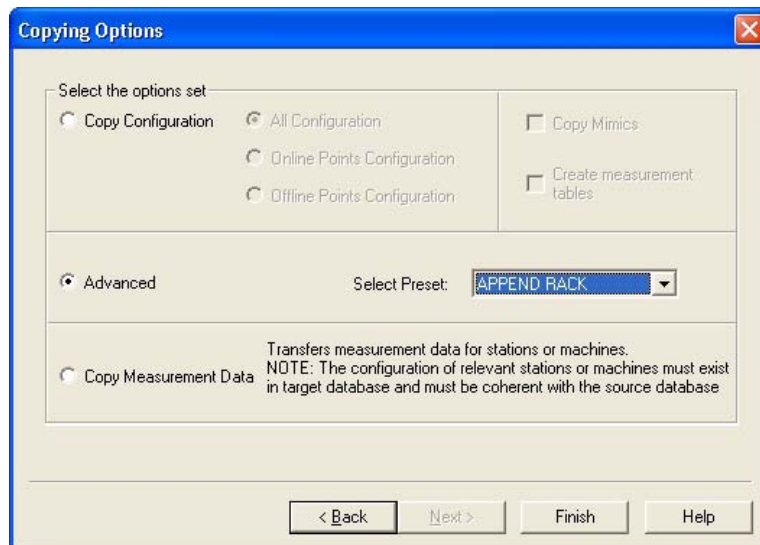 Copying Options
Select the options set
Copy Configuration
All Configuration
Online Points Configuration
Offline Points Configuration
Copy Mimics
Create measurement
tables
Advanced
Select Preset:
APPEND RACK
Copy Measurement Data
Transfers measurement data for stations or machines.
NOTE: The configuration of relevant stations or machines must exist
in target database and must be coherent with the source database
< Back
Next >
Finish
Help